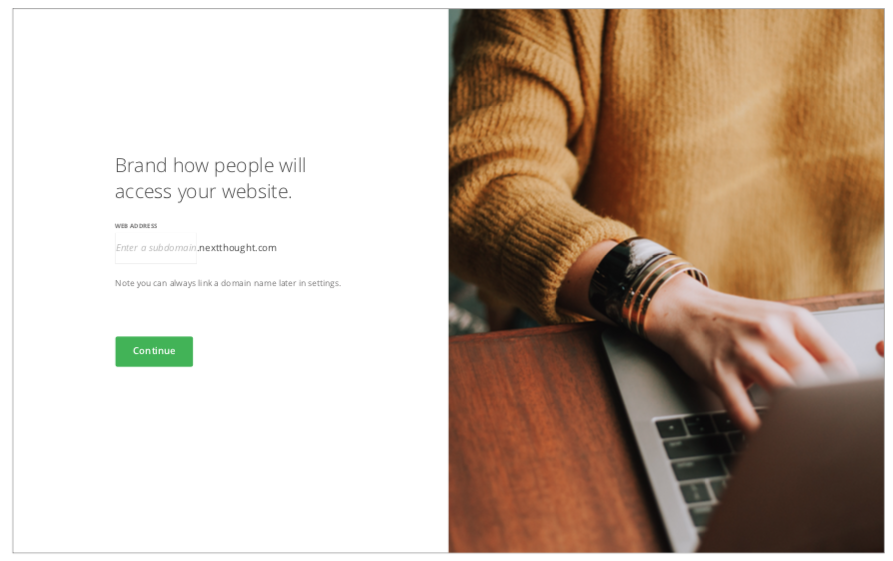 Brand how people will
access your website.
WEB ADDRESS
Enter a subdomain.nextthought.com
Note you can always link a domain name later in settings.
Continue